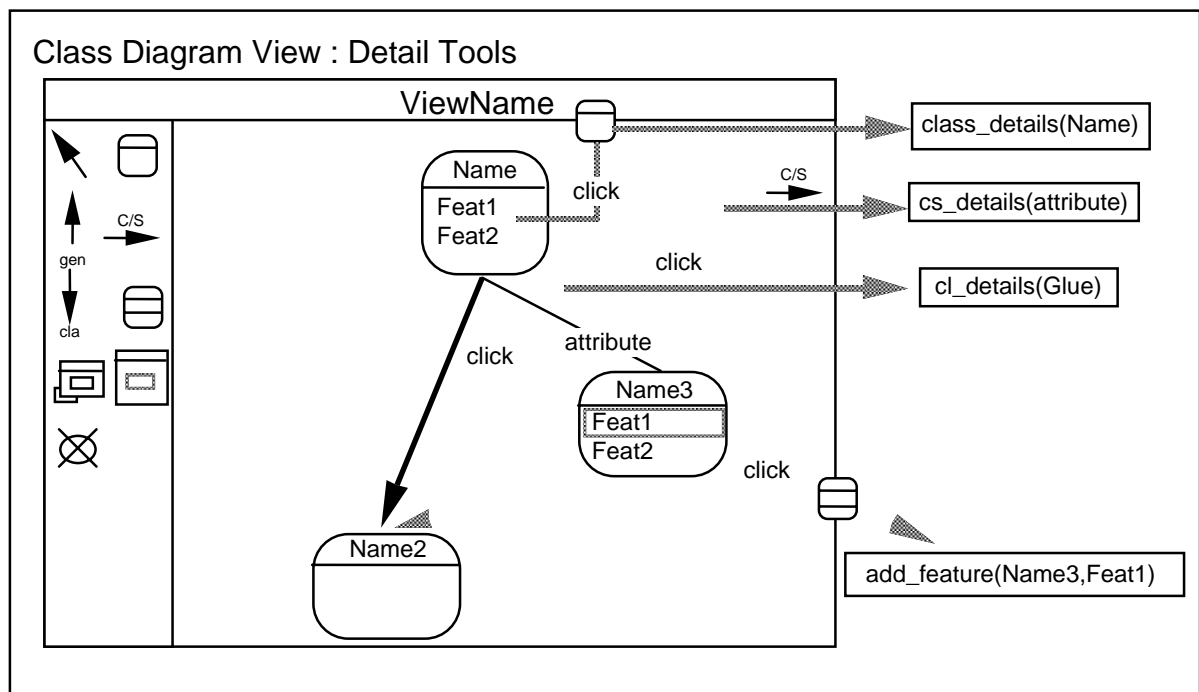 Class Diagram View : Detail Tools
ViewName
class_details(Name)
Name
click
C/S
Feat1
cs_details(attribute)
C/S
Feat2
gen
click
cl_details(Glue)
cla
attribute
click
Name3
Feat1
Feat2
click
Name2
add_feature(Name3,Feat1)